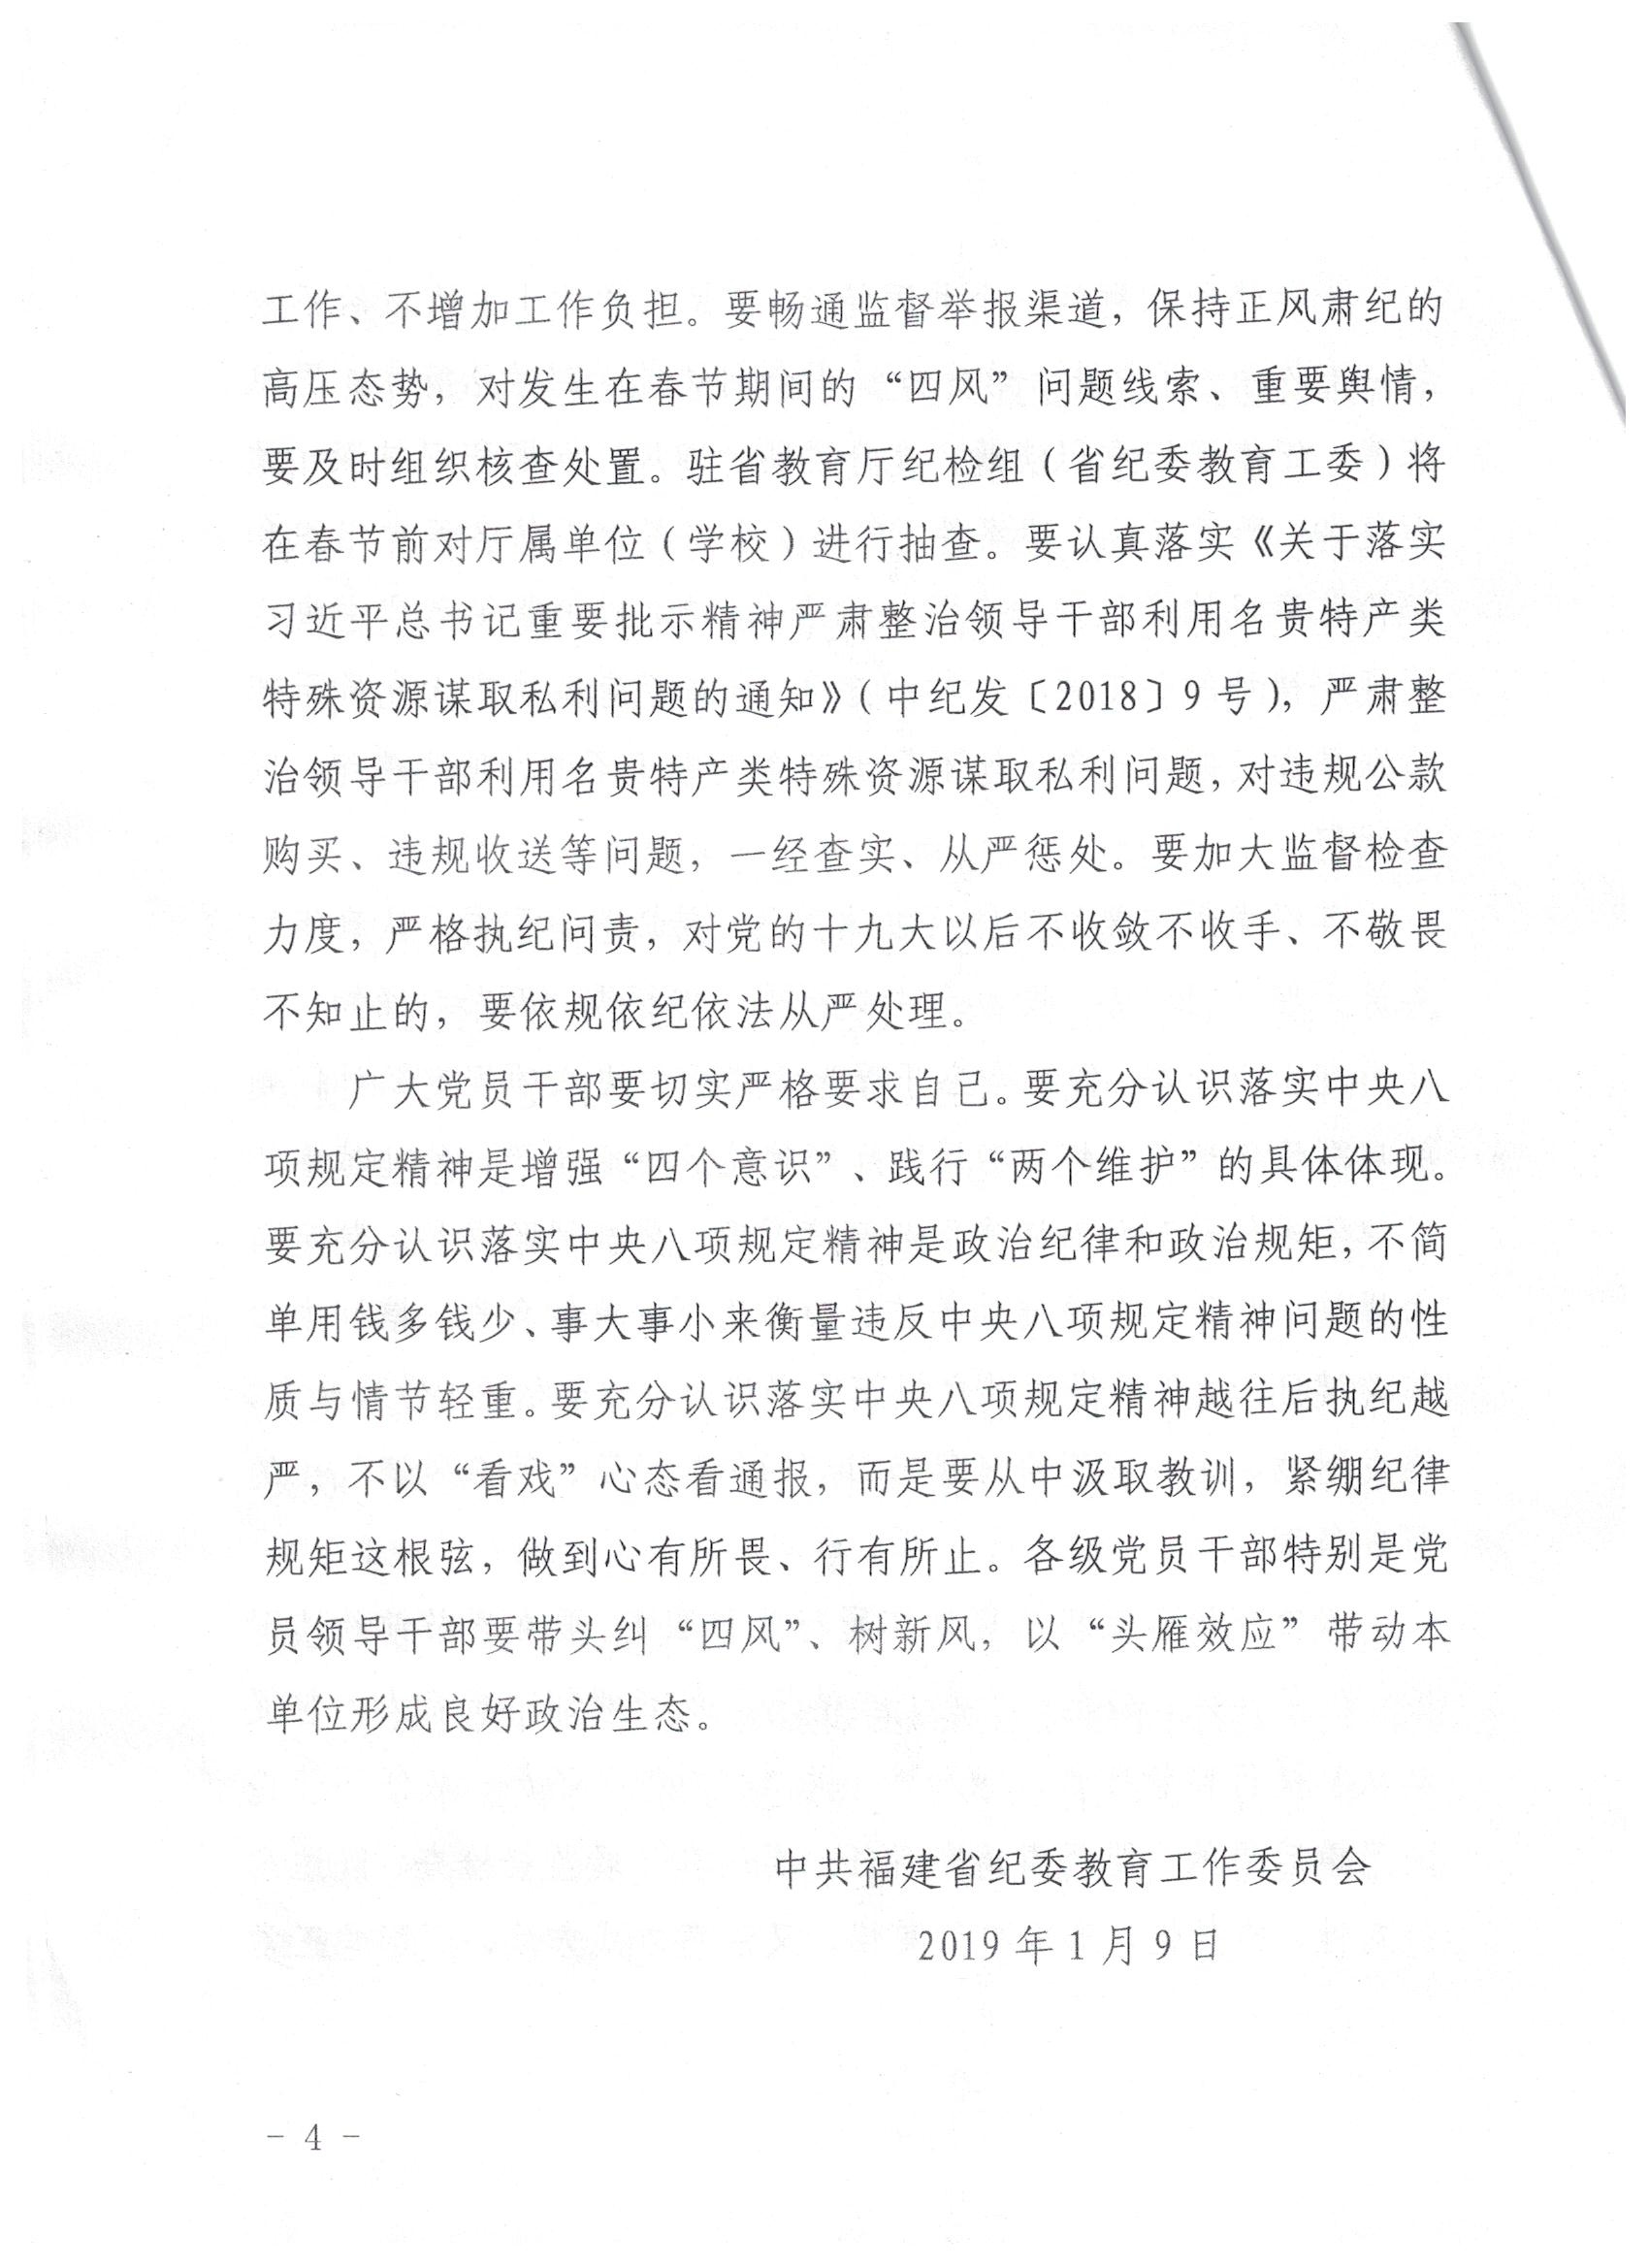 工作、不增加工作负担。要畅通监督举报渠道，保持正风肃纪的
高压态势，对发生在春节期间的“四风”问题线索、重要舆情，
要及时组织核查处置。驻省教育厅纪检组（省纪委教育工委）将
在春节前对厅属单位（学校）进行抽查。要认真落实《关于落实
习近平总书记重要批示精神严肃整治领导干部利用名贵特产类
特殊资源谋取私利问题的通知》（中纪发〔2018〕9号），严肃整
治领导干部利用名贵特产类特殊资源谋取私利问题，对违规公款
购买、违规收送等问题，一经查实、从严惩处。要加大监督检查
力度，严格执纪问责，对党的十九大以后不收敛不收手、不敬畏
不知止的，要依规依纪依法从严处理。
广大党员干部要切实严格要求自己。要充分认识落实中央八
项规定精神是增强“四个意识”、践行“两个维护”的具体体现。
要充分认识落实中央八项规定精神是政治纪律和政治规矩，不简
单用钱多钱少、事大事小来衡量违反中央八项规定精神问题的性
质与情节轻重。要充分认识落实中央八项规定精神越往后执纪越
严，不以“看戏”心态看通报，而是要从中汲取教训，紧绷纪律
规矩这根弦，做到心有所畏、行有所止。各级党员干部特别是党
员领导干部要带头纠“四风”、树新风，以“头雁效应”带动本
单位形成良好政治生态。
中共福建省纪委教育工作委员会
2019年1月9日
- 4 -